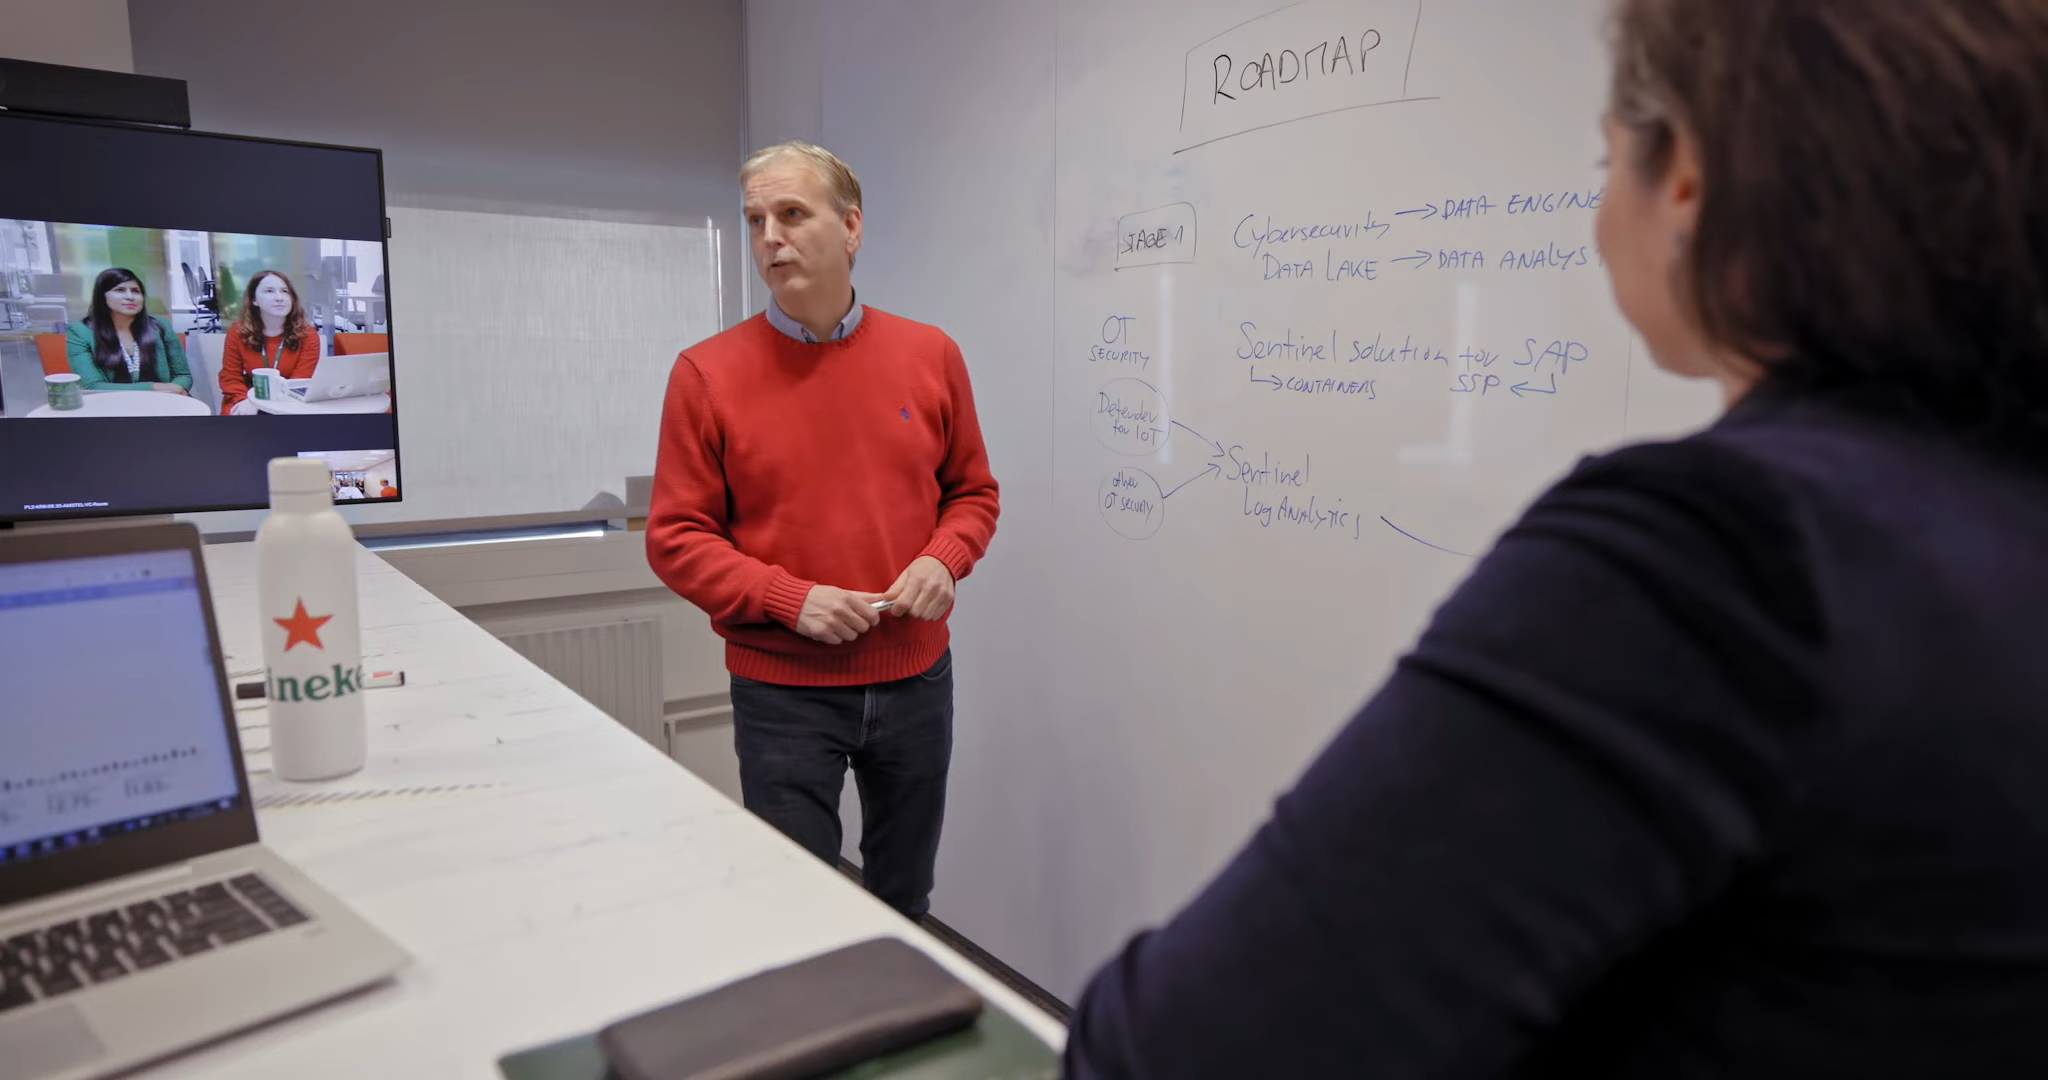 ROADMAP
STAGE 1
Cybersecurity → DATA ENGINE
DATA LAKE → DATA ANALYST
OT
SECURITY
Sentinel solution for SAP
↳ CONTAINERS SSP ↵
Defender
for IoT
other
OT SECURITY
Sentinel
Log Analytics
ineke